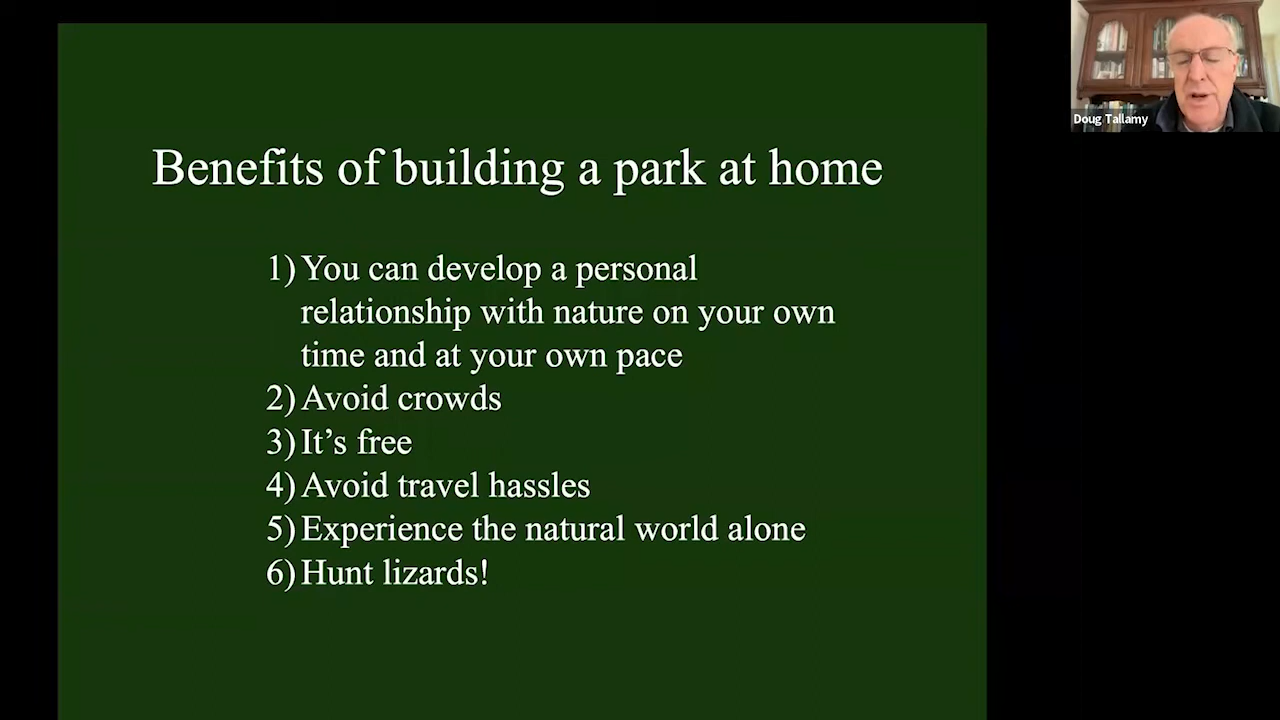 Benefits of building a park at home
1) You can develop a personal
relationship with nature on your own
time and at your own pace
2) Avoid crowds
3) It’s free
4) Avoid travel hassles
5) Experience the natural world alone
6) Hunt lizards!
Doug Tallamy